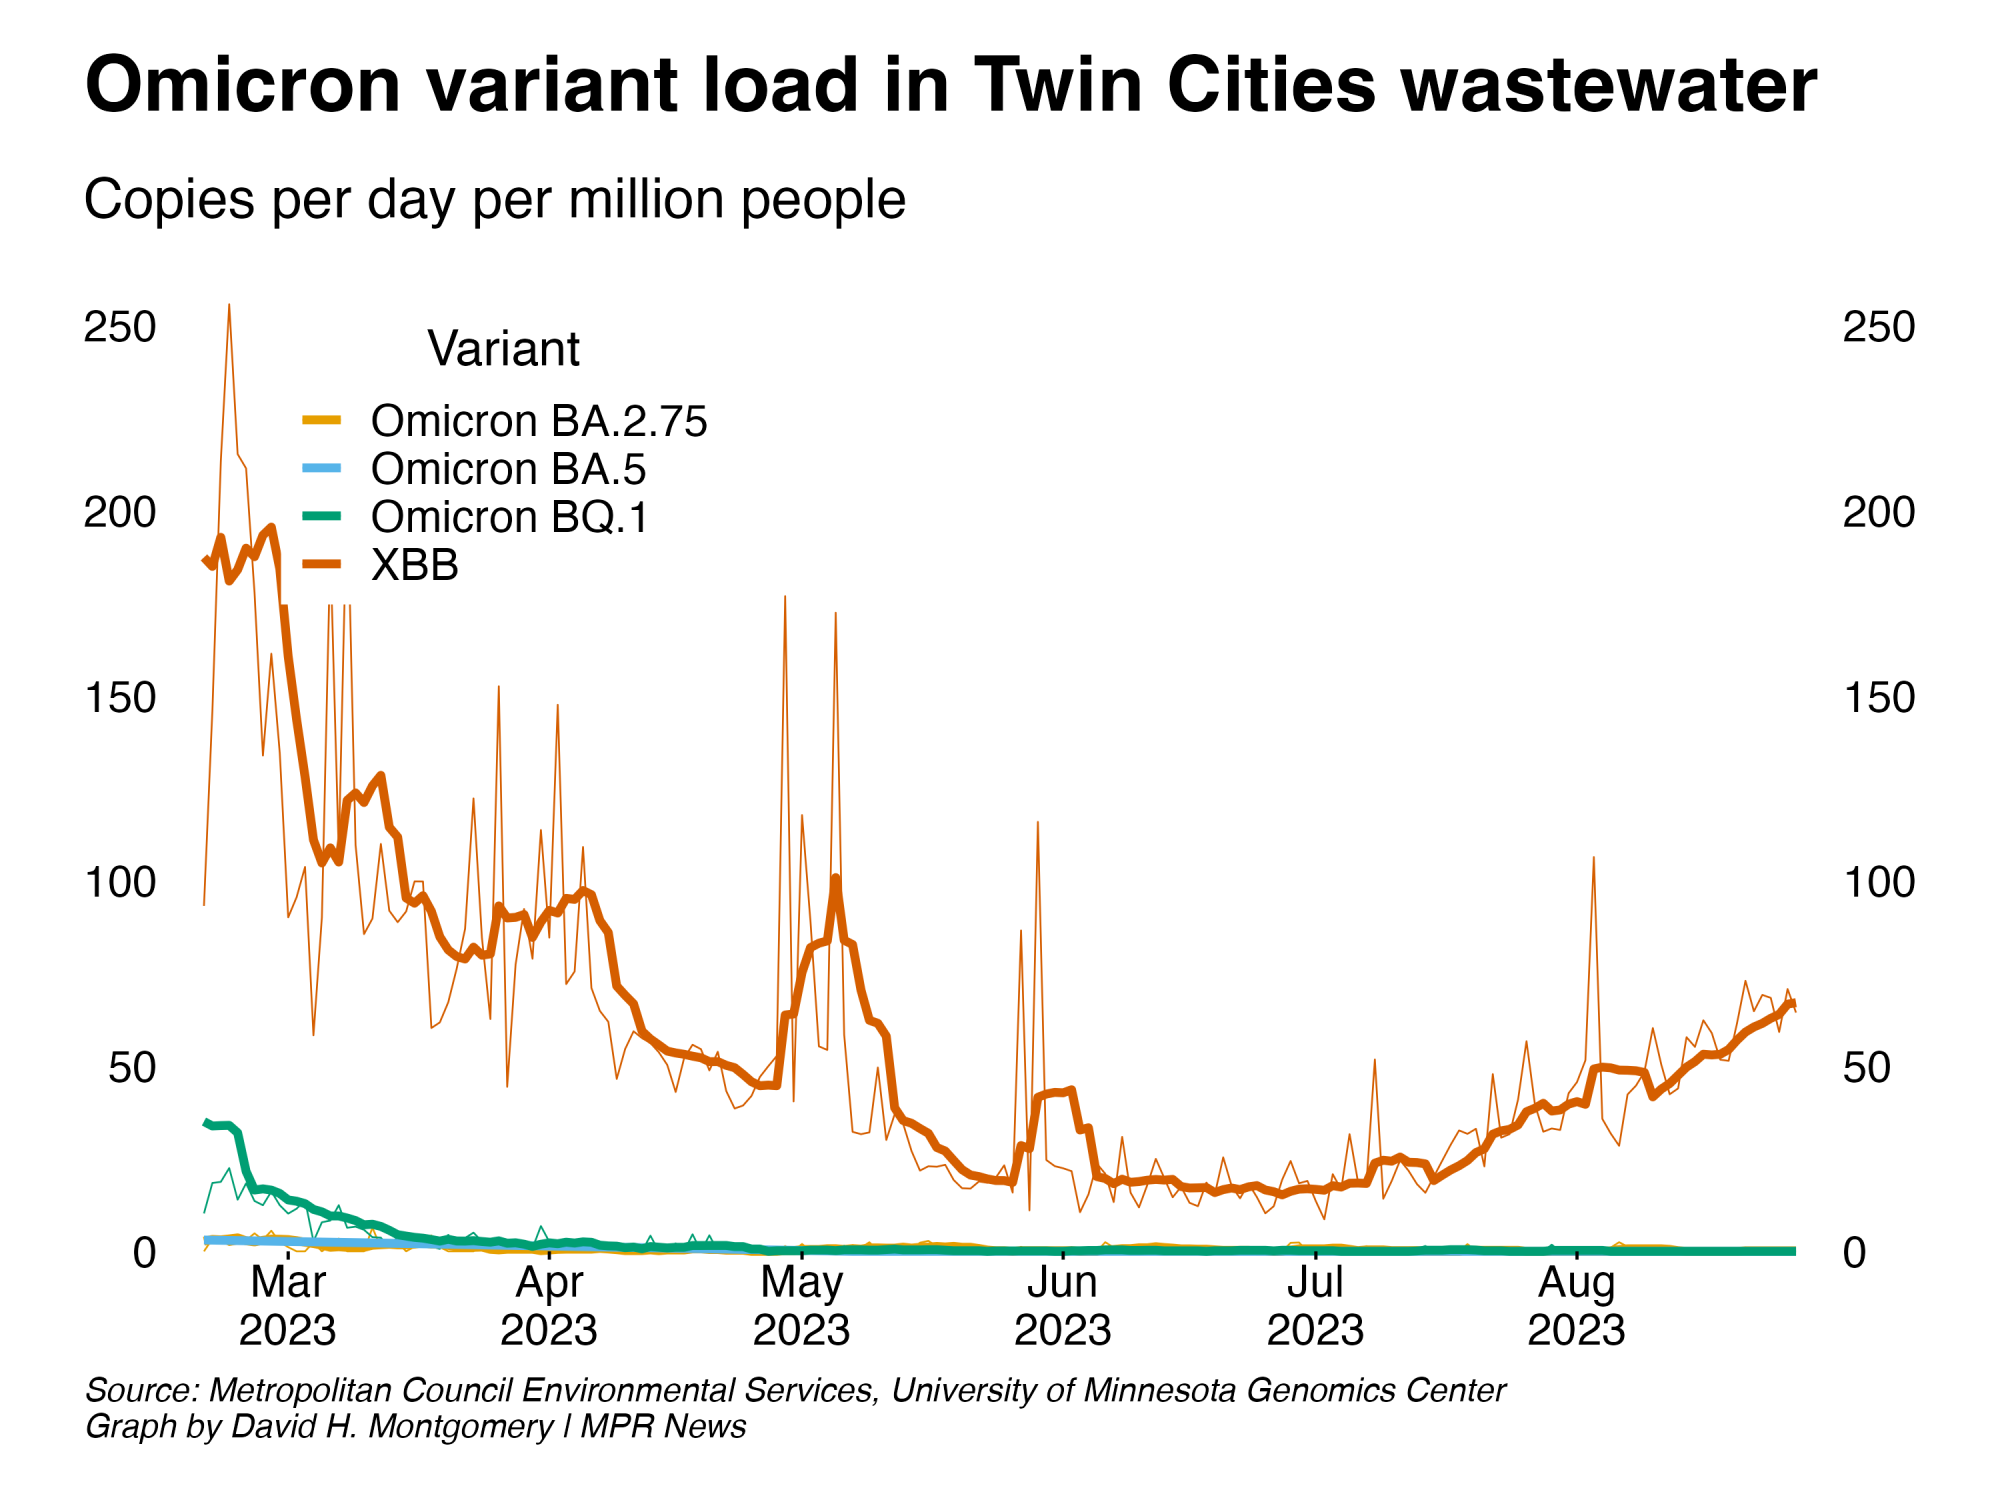 Omicron variant load in Twin Cities wastewater
Copies per day per million people
250
200
150
100
50
0
250
200
150
100
50
0
Variant
Omicron BA.2.75
Omicron BA.5
Omicron BQ.1
XBB
Mar 2023
Apr 2023
May 2023
Jun 2023
Jul 2023
Aug 2023
Source: Metropolitan Council Environmental Services, University of Minnesota Genomics Center
Graph by David H. Montgomery | MPR News